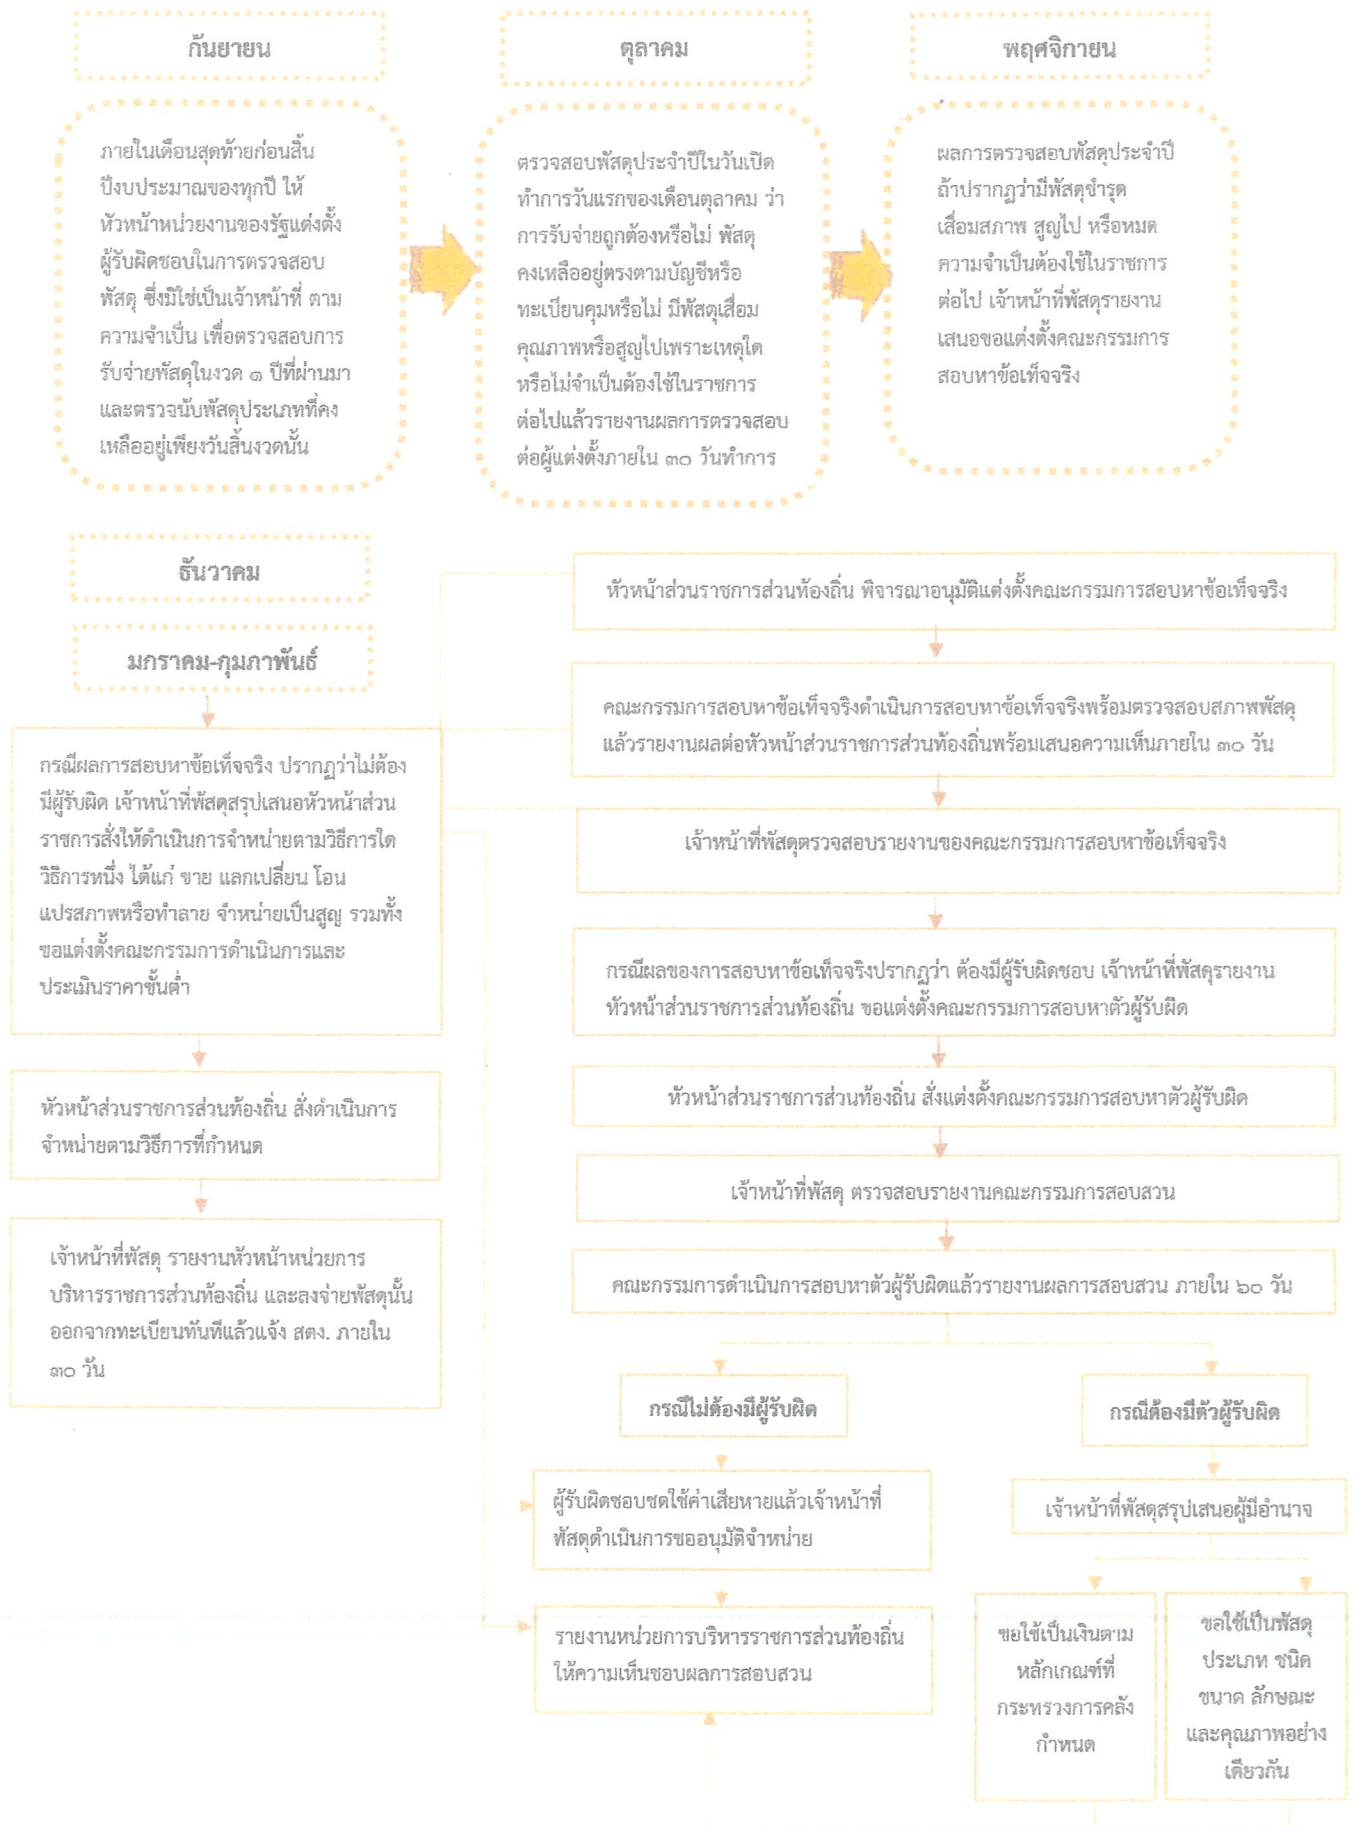 กันยายน
ภายในเดือนสุดท้ายก่อนสิ้น
ปีงบประมาณของทุกปี ให้
หัวหน้าหน่วยงานของรัฐแต่งตั้ง
ผู้รับผิดชอบในการตรวจสอบ
พัสดุ ซึ่งมิใช่เป็นเจ้าหน้าที่ ตาม
ความจำเป็น เพื่อตรวจสอบการ
รับจ่ายพัสดุในงวด ๑ ปีที่ผ่านมา
และตรวจนับพัสดุประเภทที่คง
เหลืออยู่เพียงวันสิ้นงวดนั้น
ตุลาคม
ตรวจสอบพัสดุประจำปีในวันเปิด
ทำการวันแรกของเดือนตุลาคม ว่า
การรับจ่ายถูกต้องหรือไม่ พัสดุ
คงเหลืออยู่ตรงตามบัญชีหรือ
ทะเบียนคุมหรือไม่ มีพัสดุเสื่อม
คุณภาพหรือสูญไปเพราะเหตุใด
หรือไม่จำเป็นต้องใช้ในราชการ
ต่อไปแล้วรายงานผลการตรวจสอบ
ต่อผู้แต่งตั้งภายใน ๓๐ วันทำการ
พฤศจิกายน
ผลการตรวจสอบพัสดุประจำปี
ถ้าปรากฏว่ามีพัสดุชำรุด
เสื่อมสภาพ สูญไป หรือหมด
ความจำเป็นต้องใช้ในราชการ
ต่อไป เจ้าหน้าที่พัสดุรายงาน
เสนอขอแต่งตั้งคณะกรรมการ
สอบหาข้อเท็จจริง
ธันวาคม
มกราคม-กุมภาพันธ์
กรณีผลการสอบหาข้อเท็จจริง ปรากฏว่าไม่ต้อง
มีผู้รับผิด เจ้าหน้าที่พัสดุสรุปเสนอหัวหน้าส่วน
ราชการสั่งให้ดำเนินการจำหน่ายตามวิธีการใด
วิธีการหนึ่ง ได้แก่ ขาย แลกเปลี่ยน โอน
แปรสภาพหรือทำลาย จำหน่ายเป็นสูญ รวมทั้ง
ขอแต่งตั้งคณะกรรมการดำเนินการและ
ประเมินราคาขั้นต่ำ
หัวหน้าส่วนราชการส่วนท้องถิ่น สั่งดำเนินการ
จำหน่ายตามวิธีการที่กำหนด
เจ้าหน้าที่พัสดุ รายงานหัวหน้าหน่วยการ
บริหารราชการส่วนท้องถิ่น และลงจ่ายพัสดุนั้น
ออกจากทะเบียนทันทีแล้วแจ้ง สตง. ภายใน
๓๐ วัน
หัวหน้าส่วนราชการส่วนท้องถิ่น พิจารณาอนุมัติแต่งตั้งคณะกรรมการสอบหาข้อเท็จจริง
คณะกรรมการสอบหาข้อเท็จจริงดำเนินการสอบหาข้อเท็จจริงพร้อมตรวจสอบสภาพพัสดุ
แล้วรายงานผลต่อหัวหน้าส่วนราชการส่วนท้องถิ่นพร้อมเสนอความเห็นภายใน ๓๐ วัน
เจ้าหน้าที่พัสดุตรวจสอบรายงานของคณะกรรมการสอบหาข้อเท็จจริง
กรณีผลของการสอบหาข้อเท็จจริงปรากฏว่า ต้องมีผู้รับผิดชอบ เจ้าหน้าที่พัสดุรายงาน
หัวหน้าส่วนราชการส่วนท้องถิ่น ขอแต่งตั้งคณะกรรมการสอบหาตัวผู้รับผิด
หัวหน้าส่วนราชการส่วนท้องถิ่น สั่งแต่งตั้งคณะกรรมการสอบหาตัวผู้รับผิด
เจ้าหน้าที่พัสดุ ตรวจสอบรายงานคณะกรรมการสอบสวน
คณะกรรมการดำเนินการสอบหาตัวผู้รับผิดแล้วรายงานผลการสอบสวน ภายใน ๖๐ วัน
กรณีไม่ต้องมีผู้รับผิด
ผู้รับผิดชอบชดใช้ค่าเสียหายแล้วเจ้าหน้าที่
พัสดุดำเนินการขออนุมัติจำหน่าย
รายงานหน่วยการบริหารราชการส่วนท้องถิ่น
ให้ความเห็นชอบผลการสอบสวน
กรณีต้องมีตัวผู้รับผิด
เจ้าหน้าที่พัสดุสรุปเสนอผู้มีอำนาจ
ขอใช้เป็นเงินตาม
หลักเกณฑ์ที่
กระทรวงการคลัง
กำหนด
ขอใช้เป็นพัสดุ
ประเภท ชนิด
ขนาด ลักษณะ
และคุณภาพอย่าง
เดียวกัน